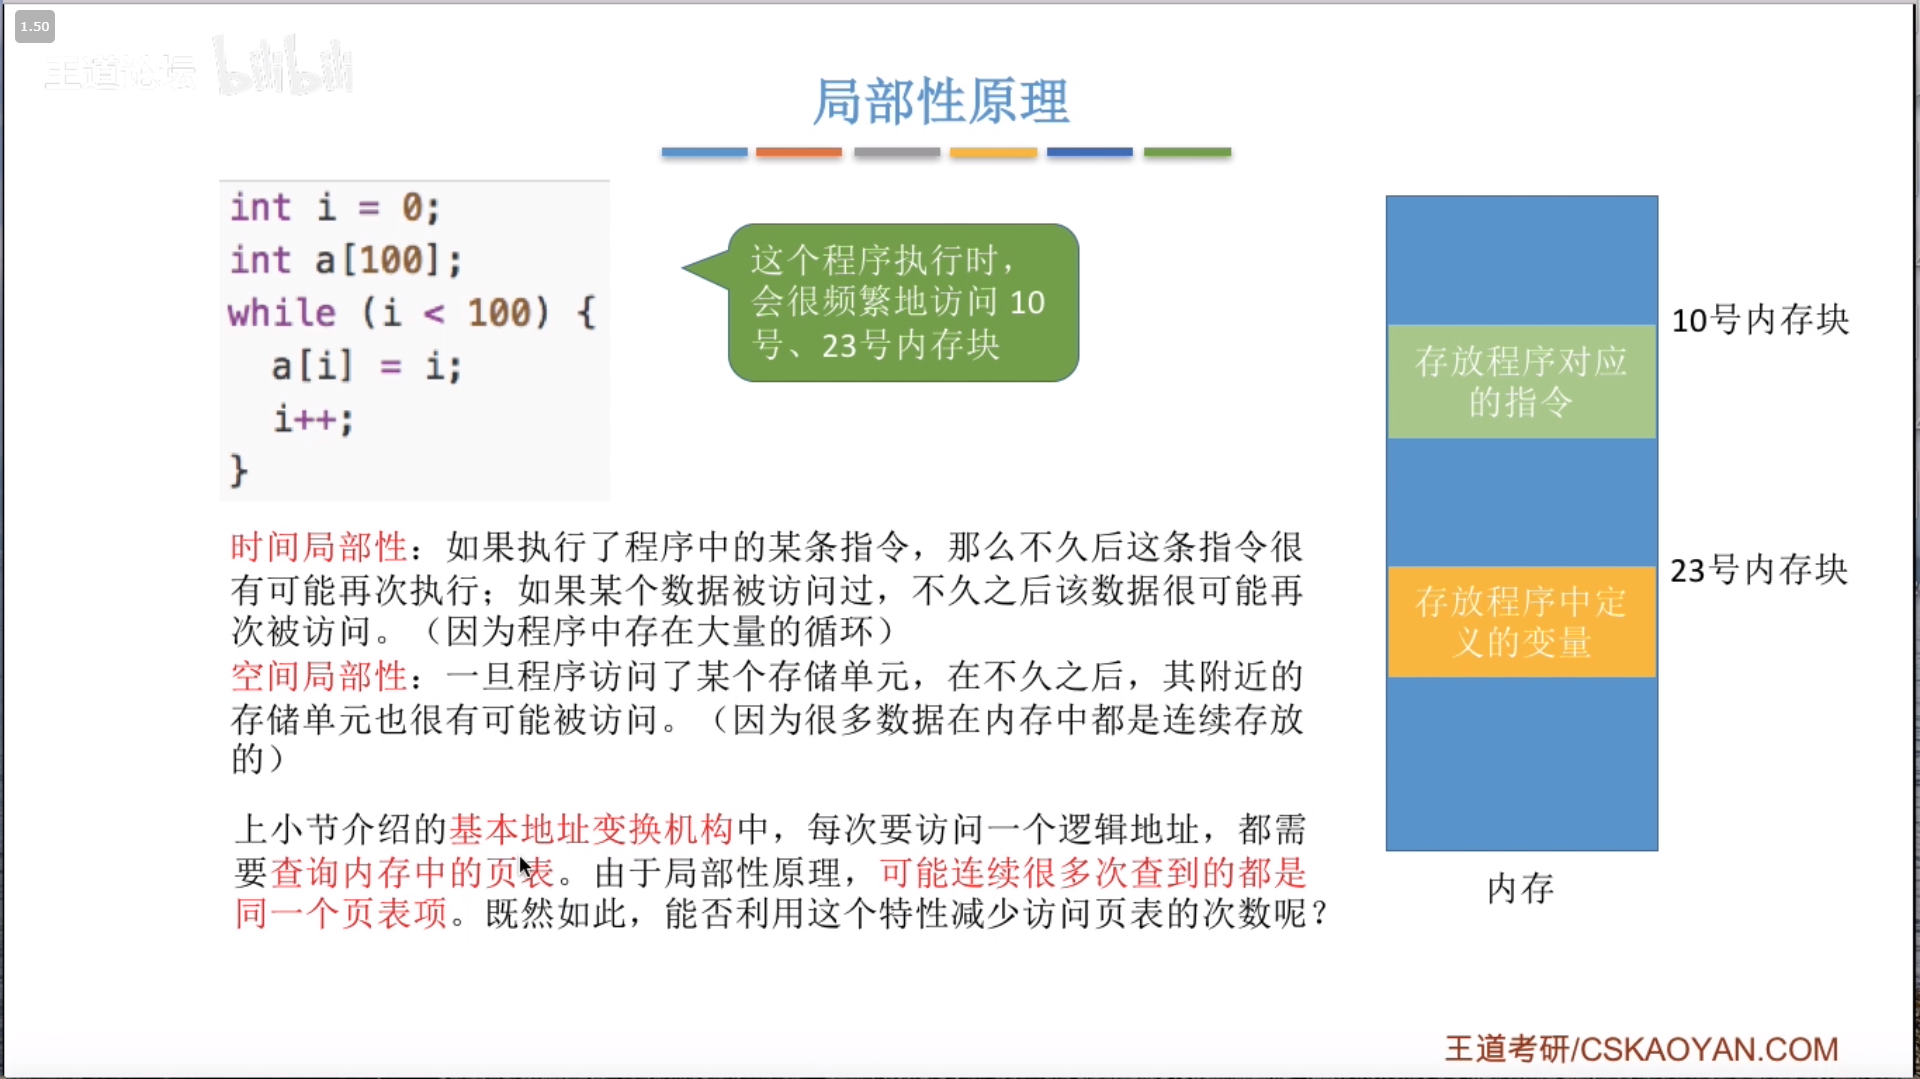 1.50
王道论坛 bilibili
局部性原理
int i = 0;
int a[100];
while (i < 100) {
a[i] = i;
i++;
}
这个程序执行时，
会很频繁地访问 10
号、23号内存块
10号内存块
存放程序对应
的指令
23号内存块
存放程序中定
义的变量
内存
时间局部性：如果执行了程序中的某条指令，那么不久后这条指令很
有可能再次执行；如果某个数据被访问过，不久之后该数据很可能再
次被访问。（因为程序中存在大量的循环）
空间局部性：一旦程序访问了某个存储单元，在不久之后，其附近的
存储单元也很有可能被访问。（因为很多数据在内存中都是连续存放
的）
上小节介绍的基本地址变换机构中，每次要访问一个逻辑地址，都需
要查询内存中的页表。由于局部性原理，可能连续很多次查到的都是
同一个页表项。既然如此，能否利用这个特性减少访问页表的次数呢？
王道考研/CSKAOYAN.COM